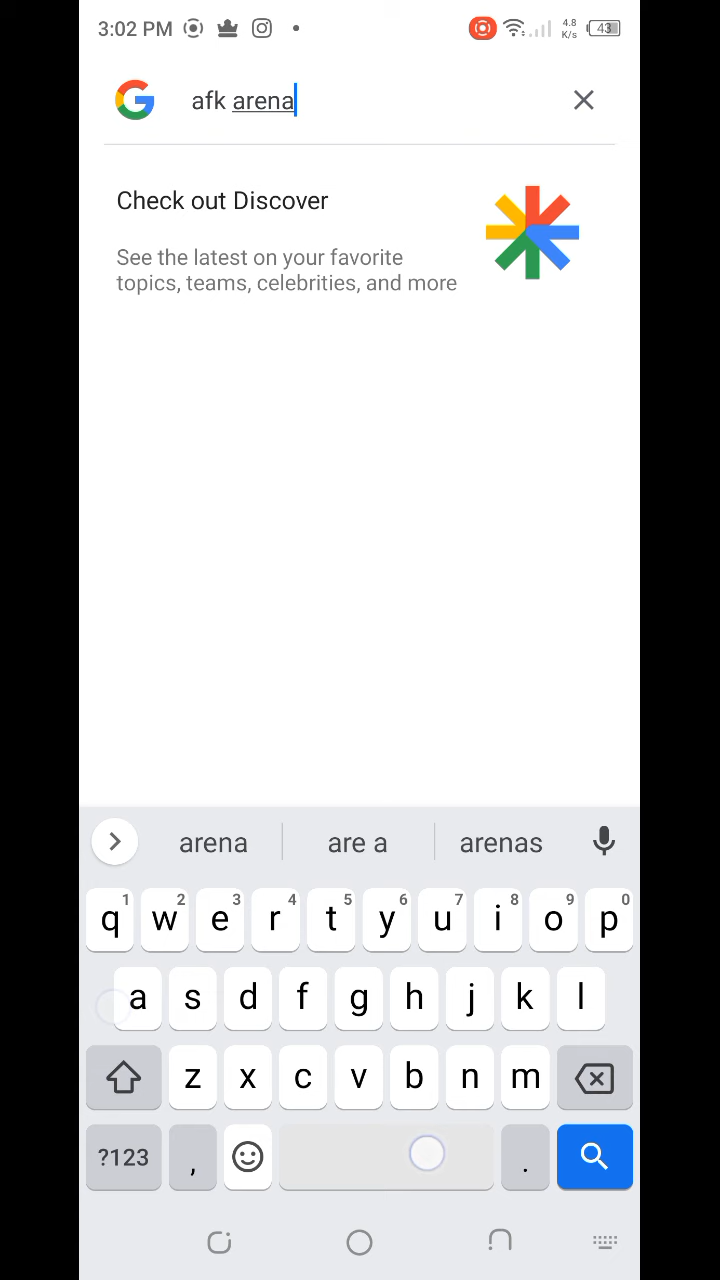 3:02 PM 4.8 K/s 43
afk arena
Check out Discover
See the latest on your favorite
topics, teams, celebrities, and more
arena are a arenas
1 2 3 4 5 6 7 8 9 0
q w e r t y u i o p
a s d f g h j k l
z x c v b n m
?123 , .